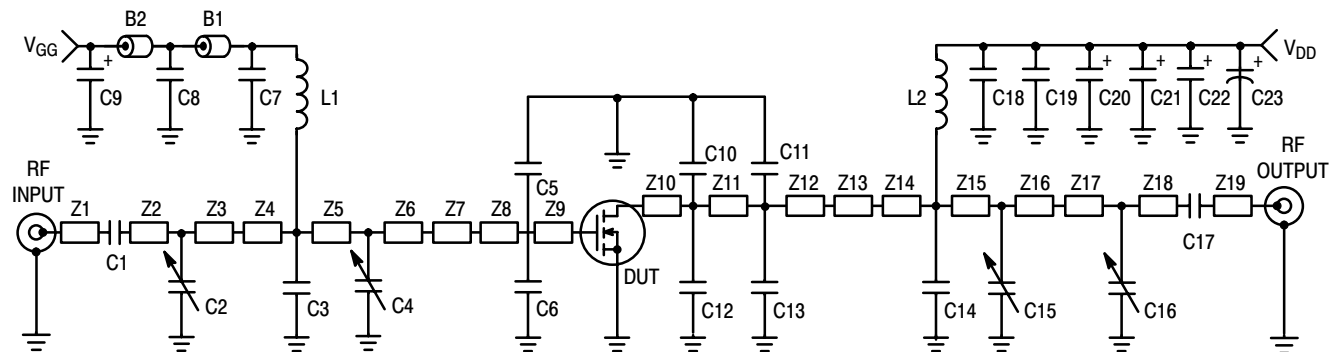 B2 B1
VGG
+ + + + +
VDD
C9 C8 C7 L1 L2 C18 C19 C20 C21 C22 C23
RF
INPUT
C10 C11
RF
OUTPUT
C5
Z1 Z2 Z3 Z4 Z5 Z6 Z7 Z8 Z9 Z10 Z11 Z12 Z13 Z14 Z15 Z16 Z17 Z18 Z19
C1 C17
DUT
C2 C3 C4 C6 C12 C13 C14 C15 C16